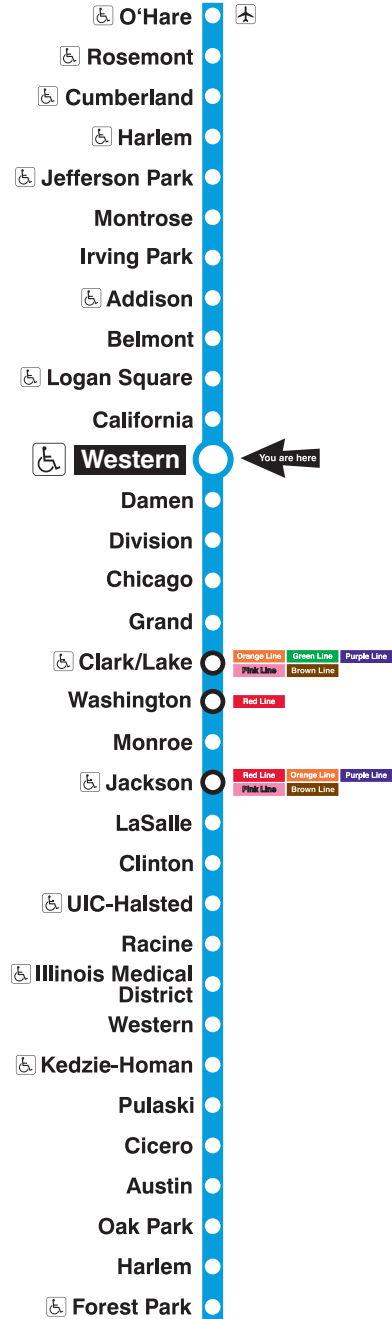 O‘Hare
Rosemont
Cumberland
Harlem
Jefferson Park
Montrose
Irving Park
Addison
Belmont
Logan Square
California
Western
You are here
Damen
Division
Chicago
Grand
Clark/Lake
Orange Line Green Line Purple Line
Pink Line Brown Line
Washington
Red Line
Monroe
Jackson
Red Line Orange Line Purple Line
Pink Line Brown Line
LaSalle
Clinton
UIC-Halsted
Racine
Illinois Medical
District
Western
Kedzie-Homan
Pulaski
Cicero
Austin
Oak Park
Harlem
Forest Park